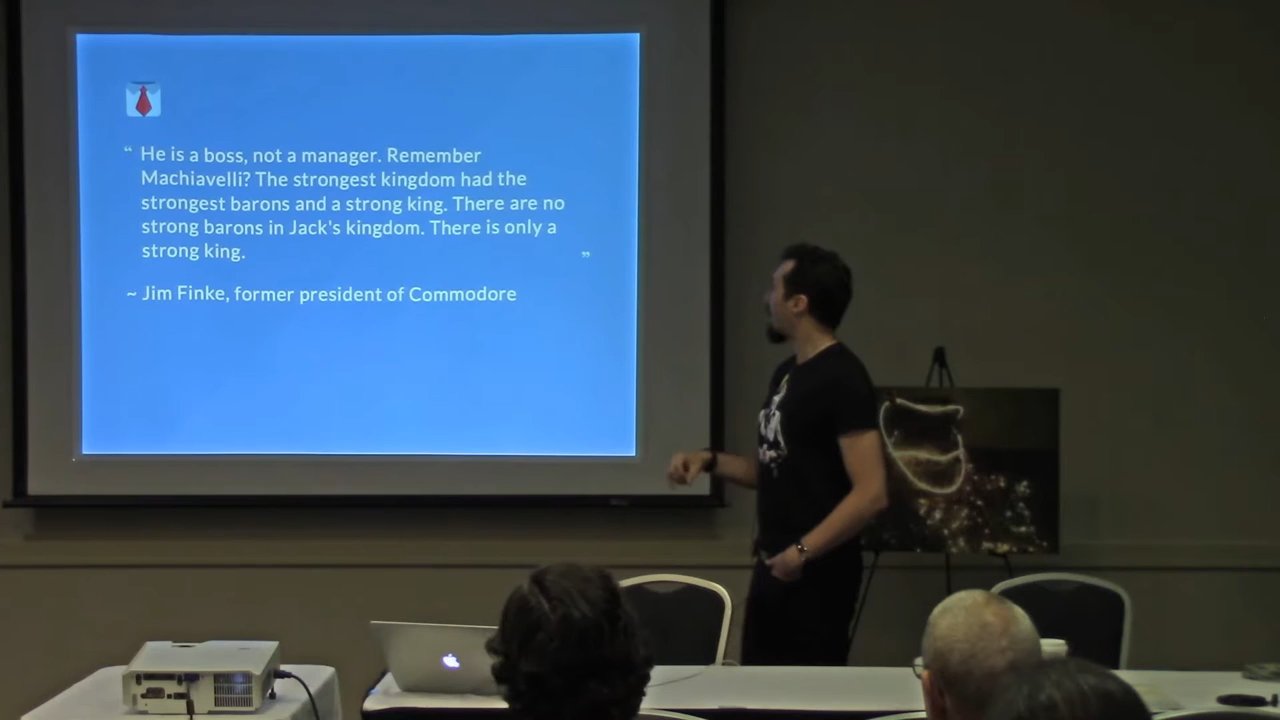 “ He is a boss, not a manager. Remember
Machiavelli? The strongest kingdom had the
strongest barons and a strong king. There are no
strong barons in Jack's kingdom. There is only a
strong king. ”
~ Jim Finke, former president of Commodore